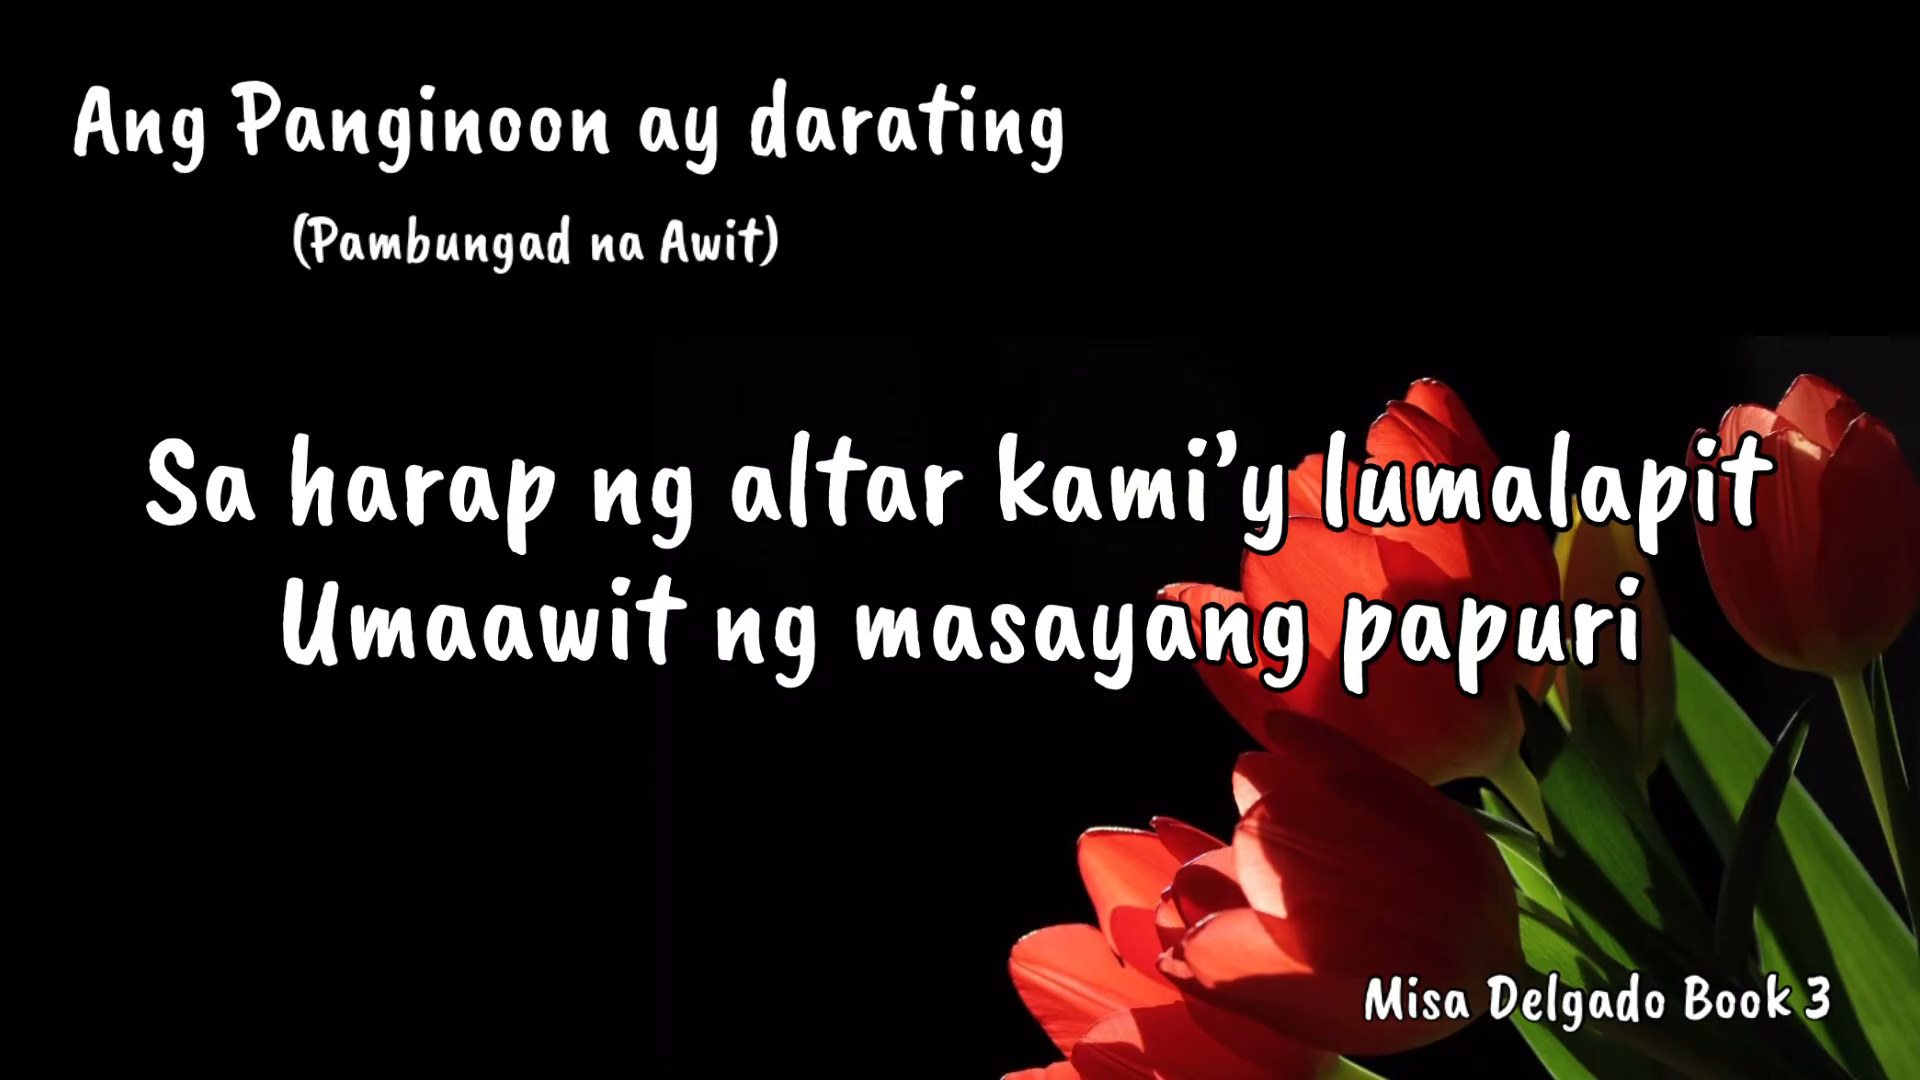 Ang Panginoon ay darating
(Pambungad na Awit)
Sa harap ng altar kami’y lumalapit
Umaawit ng masayang papuri
Misa Delgado Book 3